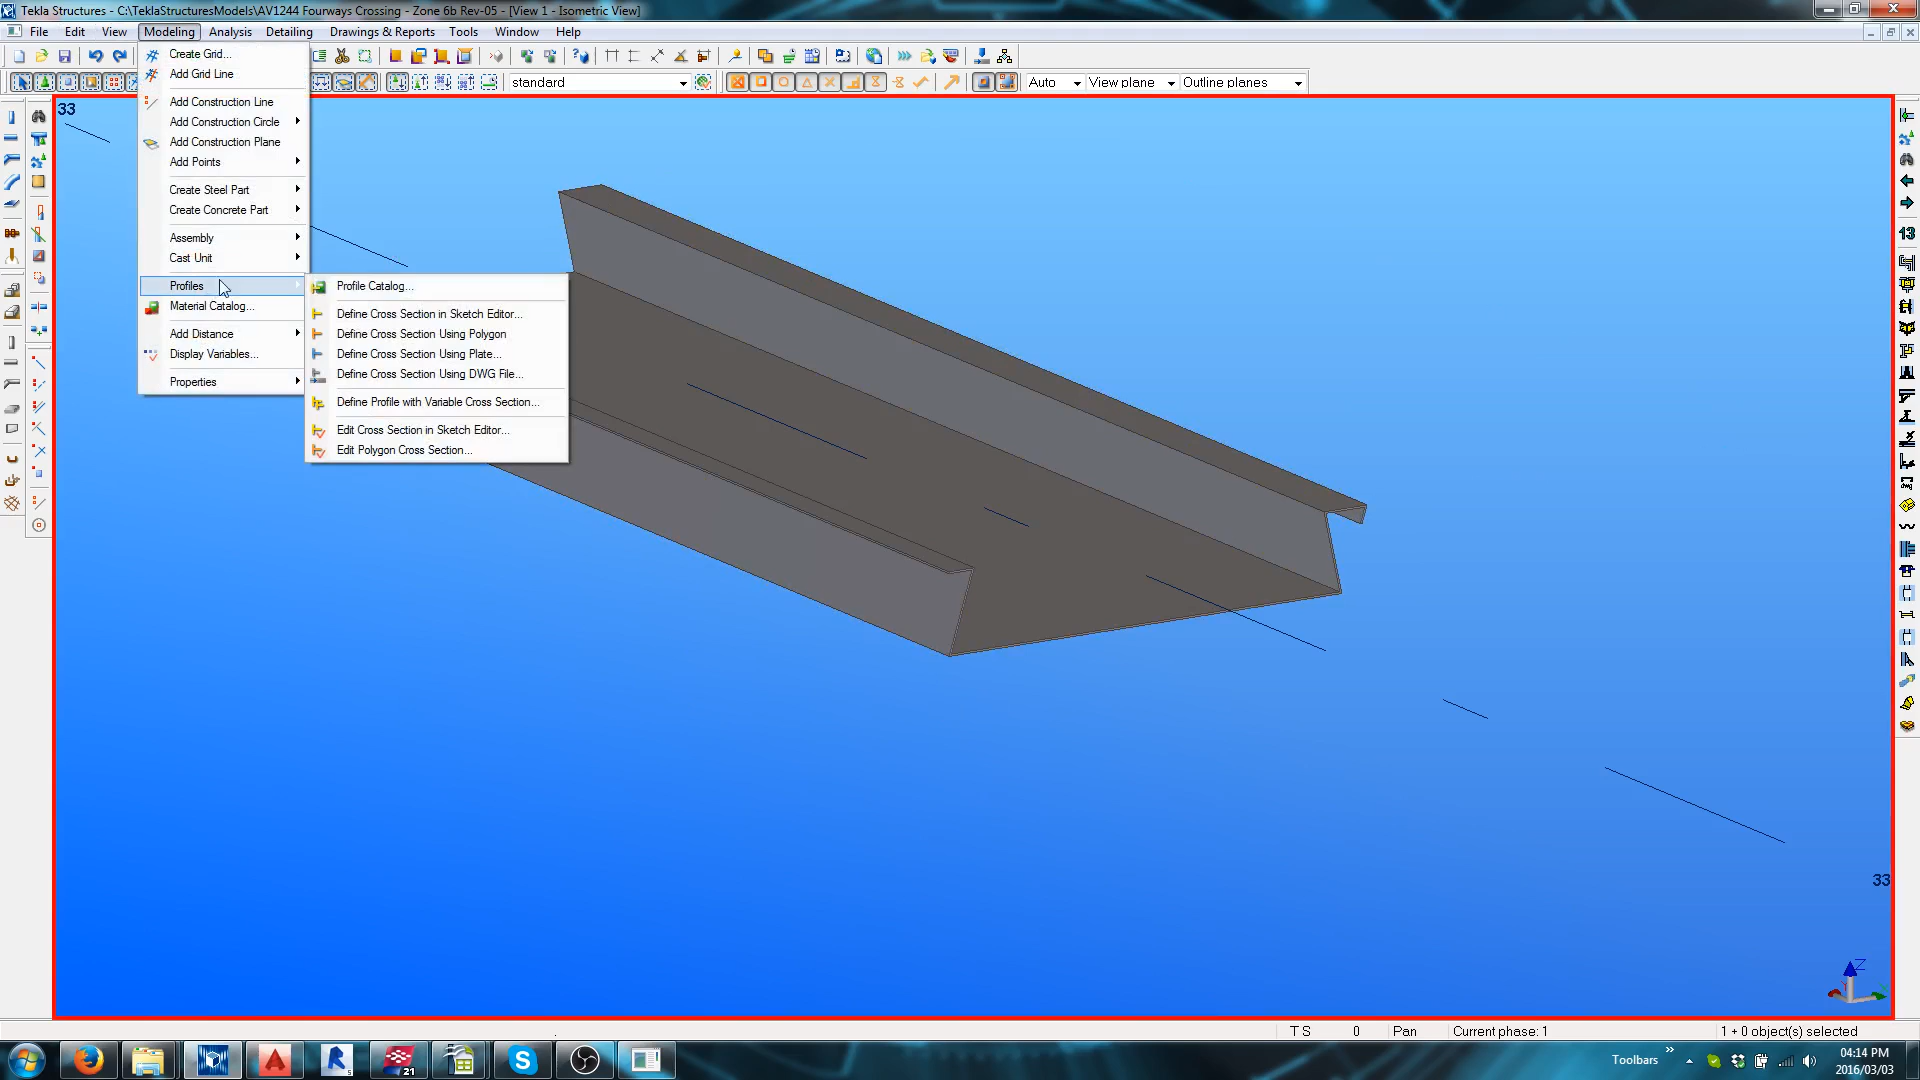 Tekla Structures - C:\TeklaStructuresModels\AV1244 Fourways Crossing - Zone 6b Rev-05 - [View 1 - Isometric View]
File Edit View Modeling Analysis Detailing Drawings & Reports Tools Window Help
Create Grid...
Add Grid Line
Add Construction Line
Add Construction Circle
Add Construction Plane
Add Points
Create Steel Part
Create Concrete Part
Assembly
Cast Unit
Profiles
Material Catalog...
Add Distance
Display Variables...
Properties
Profile Catalog...
Define Cross Section in Sketch Editor...
Define Cross Section Using Polygon
Define Cross Section Using Plate...
Define Cross Section Using DWG File...
Define Profile with Variable Cross Section...
Edit Cross Section in Sketch Editor...
Edit Polygon Cross Section...
standard
Auto
View plane
Outline planes
33
13
dwg
33
Z
T S 0 Pan Current phase: 1 1 + 0 object(s) selected
21
Toolbars
04:14 PM
2016/03/03